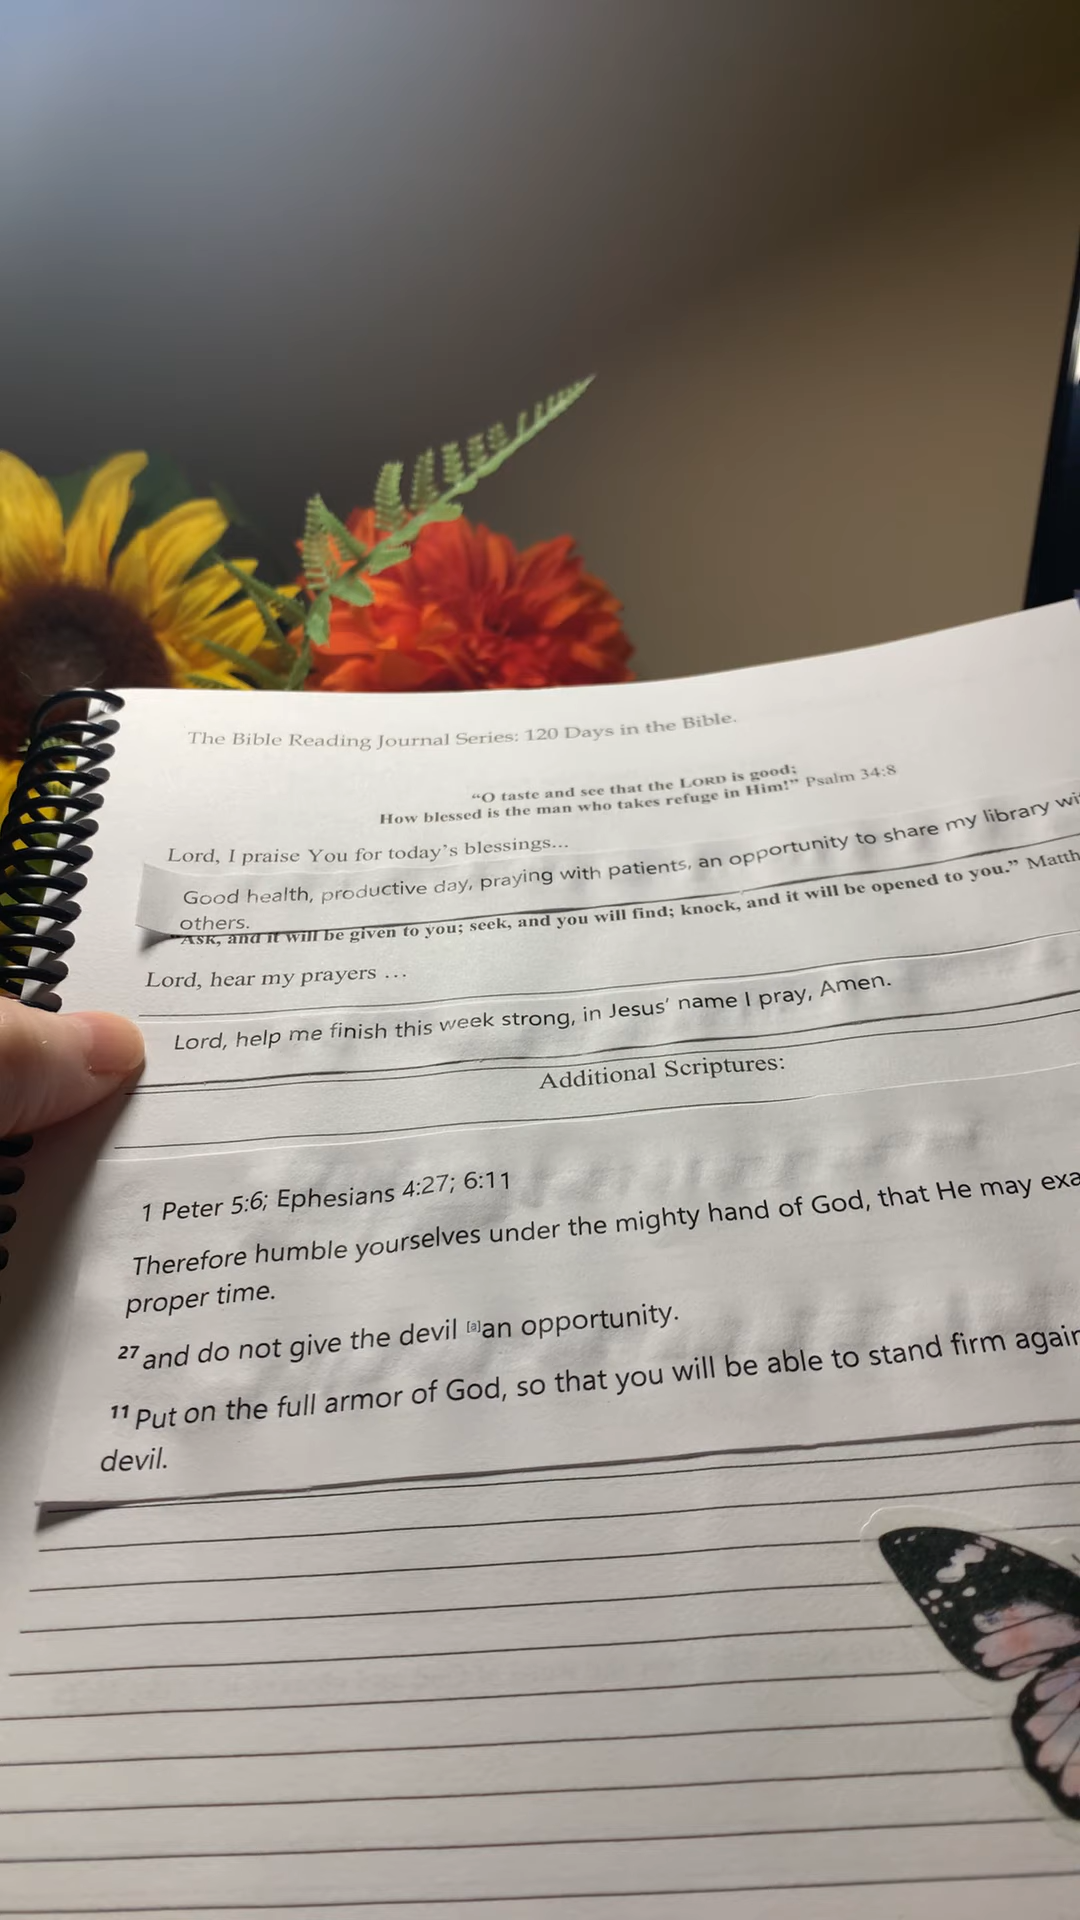 The Bible Reading Journal Series: 120 Days in the Bible.
“O taste and see that the LORD is good;
How blessed is the man who takes refuge in Him!” Psalm 34:8
Lord, I praise You for today’s blessings...
Good health, productive day, praying with patients, an opportunity to share my library wi
others.
“Ask, and it will be given to you; seek, and you will find; knock, and it will be opened to you.” Matth
Lord, hear my prayers ...
Lord, help me finish this week strong, in Jesus’ name I pray, Amen.
Additional Scriptures:
1 Peter 5:6; Ephesians 4:27; 6:11
Therefore humble yourselves under the mighty hand of God, that He may exa
proper time.
27 and do not give the devil [a]an opportunity.
11 Put on the full armor of God, so that you will be able to stand firm again
devil.